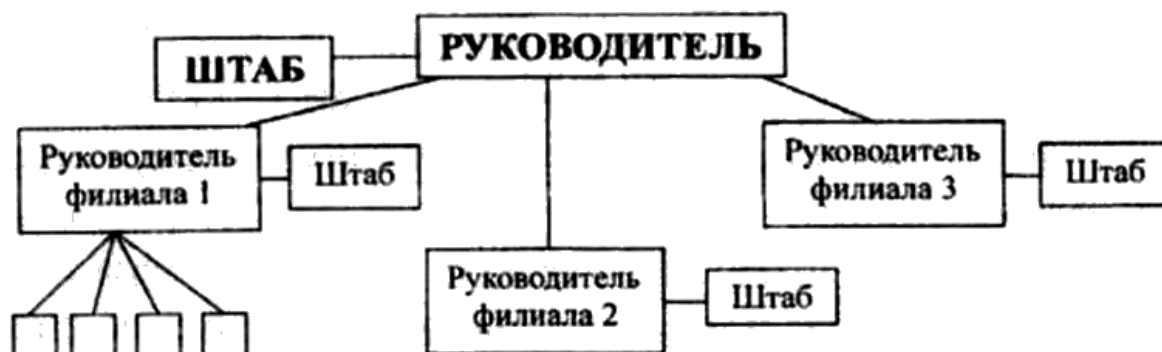 РУКОВОДИТЕЛЬ
ШТАБ
Руководитель
филиала 1
Штаб
Руководитель
филиала 3
Штаб
Руководитель
филиала 2
Штаб